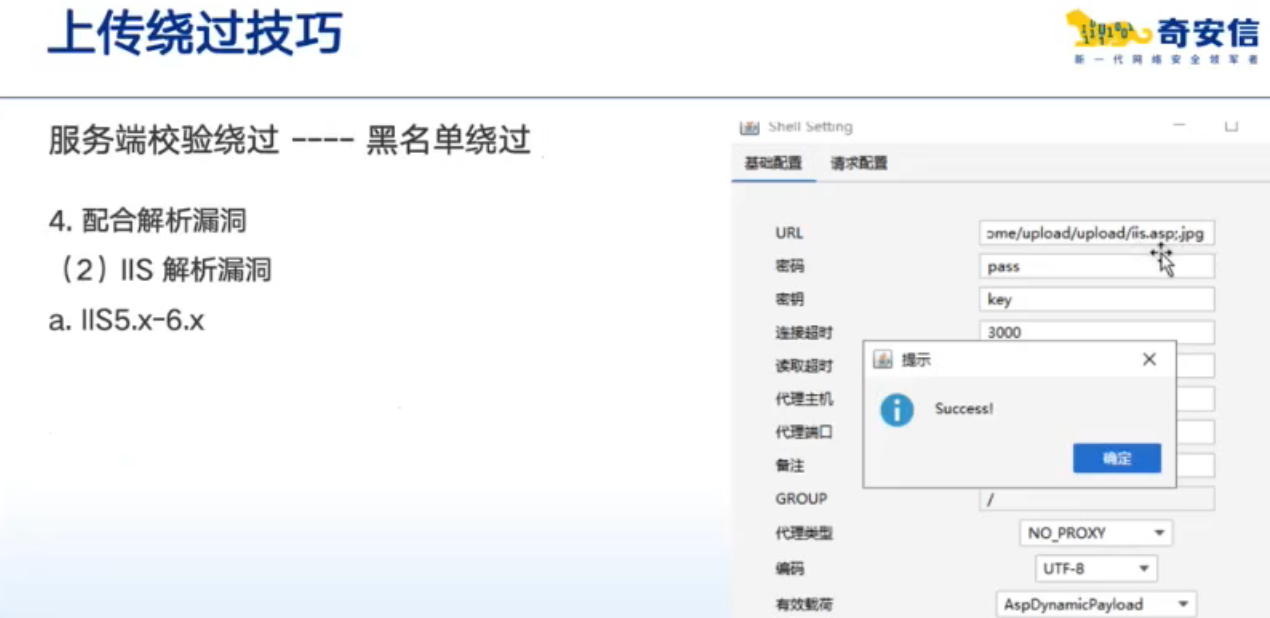 上传绕过技巧
奇安信
新一代网络安全领军者
服务端校验绕过 ---- 黑名单绕过
4. 配合解析漏洞
（2）IIS 解析漏洞
a. IIS5.x-6.x
Shell Setting
基础配置 请求配置
URL ome/upload/upload/iis.asp;.jpg
密码 pass
密钥 key
连接超时 3000
读取超时
代理主机
代理端口
备注
提示
Success!
确定
GROUP /
代理类型 NO_PROXY
编码 UTF-8
有效载荷 AspDynamicPayload